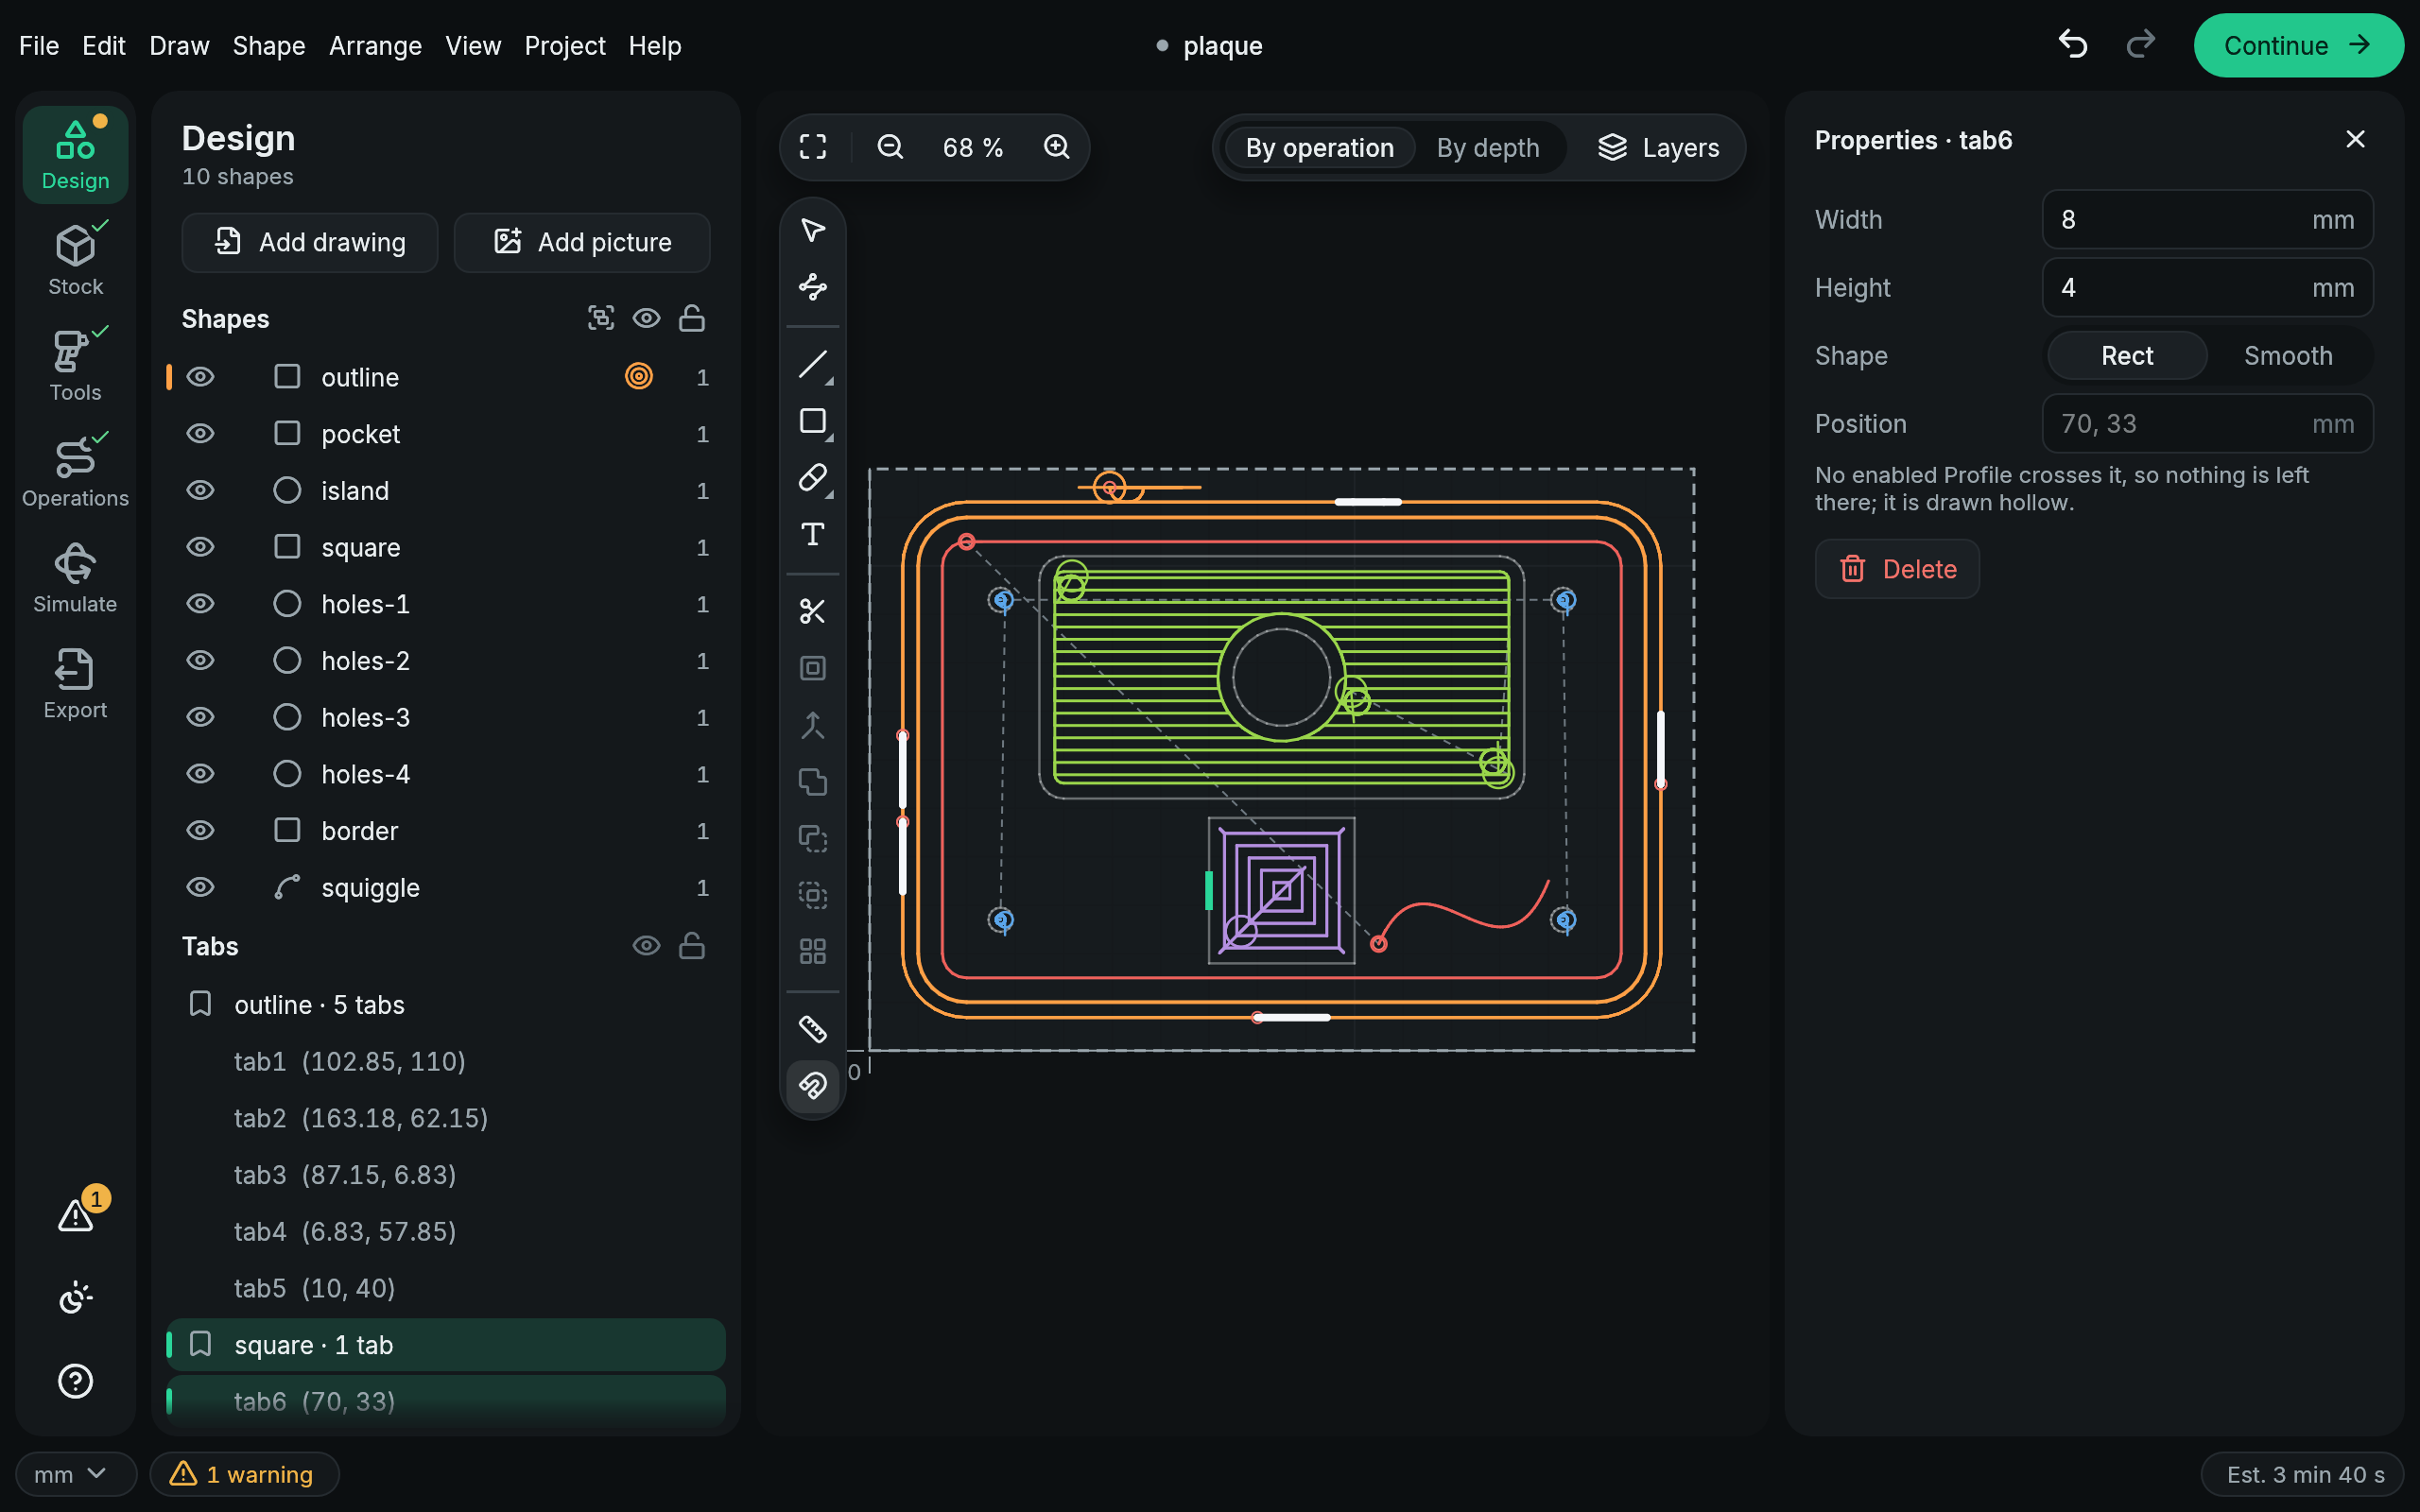 File Edit Draw Shape Arrange View Project Help
plaque
Continue
Design
Stock
Tools
Operations
Simulate
Export
1
Design
10 shapes
Add drawing
Add picture
Shapes
outline 1
pocket 1
island 1
square 1
holes-1 1
holes-2 1
holes-3 1
holes-4 1
border 1
squiggle 1
Tabs
outline · 5 tabs
tab1 (102.85, 110)
tab2 (163.18, 62.15)
tab3 (87.15, 6.83)
tab4 (6.83, 57.85)
tab5 (10, 40)
square · 1 tab
tab6 (70, 33)
68 %
By operation By depth Layers
0
Properties · tab6
Width 8 mm
Height 4 mm
Shape Rect Smooth
Position 70, 33 mm
No enabled Profile crosses it, so nothing is left
there; it is drawn hollow.
Delete
mm
1 warning
Est. 3 min 40 s